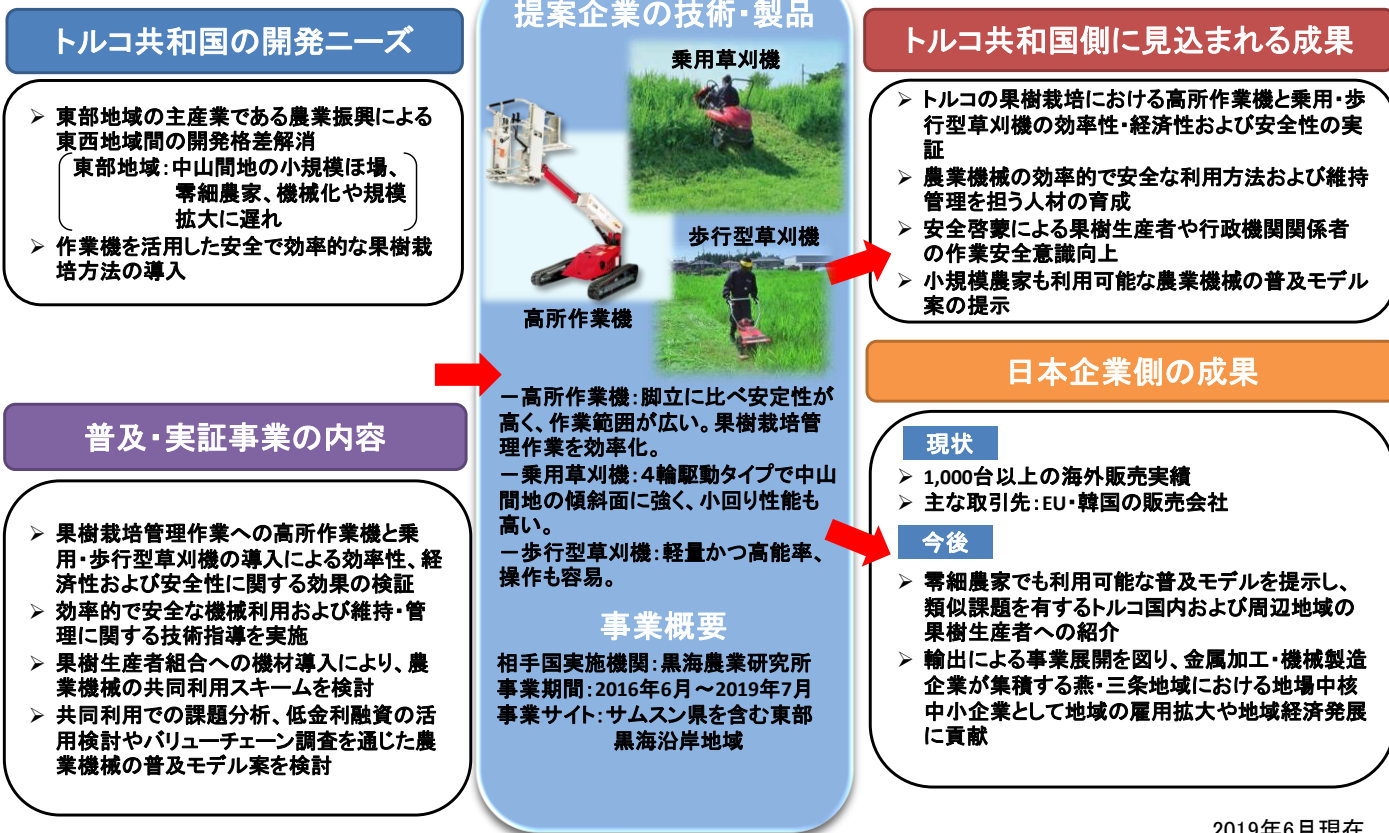 トルコ共和国の開発ニーズ
➢ 東部地域の主産業である農業振興による
東西地域間の開発格差解消
東部地域：中山間地の小規模ほ場、
零細農家、機械化や規模
拡大に遅れ
➢ 作業機を活用した安全で効率的な果樹栽
培方法の導入
普及・実証事業の内容
➢ 果樹栽培管理作業への高所作業機と乗
用・歩行型草刈機の導入による効率性、経
済性および安全性に関する効果の検証
➢ 効率的で安全な機械利用および維持・管
理に関する技術指導を実施
➢ 果樹生産者組合への機材導入により、農
業機械の共同利用スキームを検討
➢ 共同利用での課題分析、低金利融資の活
用検討やバリューチェーン調査を通じた農
業機械の普及モデル案を検討
提案企業の技術・製品
乗用草刈機
歩行型草刈機
高所作業機
－高所作業機：脚立に比べ安定性が
高く、作業範囲が広い。果樹栽培管
理作業を効率化。
－乗用草刈機：４輪駆動タイプで中山
間地の傾斜面に強く、小回り性能も
高い。
－歩行型草刈機：軽量かつ高能率、
操作も容易。
事業概要
相手国実施機関：黒海農業研究所
事業期間：2016年6月～2019年7月
事業サイト：サムスン県を含む東部
黒海沿岸地域
トルコ共和国側に見込まれる成果
➢ トルコの果樹栽培における高所作業機と乗用・歩
行型草刈機の効率性・経済性および安全性の実
証
➢ 農業機械の効率的で安全な利用方法および維持
管理を担う人材の育成
➢ 安全啓蒙による果樹生産者や行政機関関係者
の作業安全意識向上
➢ 小規模農家も利用可能な農業機械の普及モデル
案の提示
日本企業側の成果
現状
➢ 1,000台以上の海外販売実績
➢ 主な取引先：EU・韓国の販売会社
今後
➢ 零細農家でも利用可能な普及モデルを提示し、
類似課題を有するトルコ国内および周辺地域の
果樹生産者への紹介
➢ 輸出による事業展開を図り、金属加工・機械製造
企業が集積する燕・三条地域における地場中核
中小企業として地域の雇用拡大や地域経済発展
に貢献
2019年6月現在